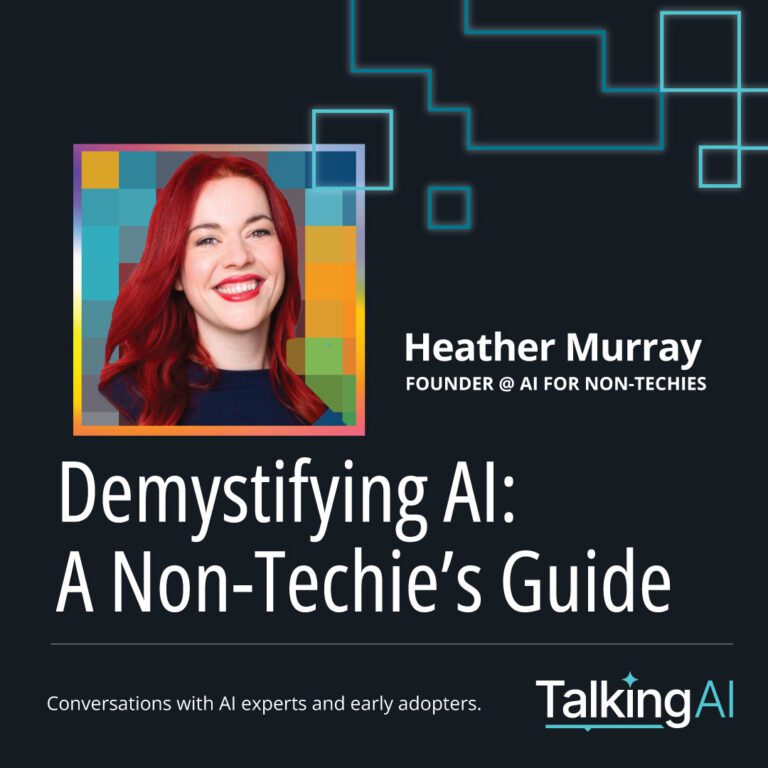 Heather Murray
FOUNDER @ AI FOR NON-TECHIES
Demystifying AI:
A Non-Techie’s Guide
Conversations with AI experts and early adopters.
TalkingAI